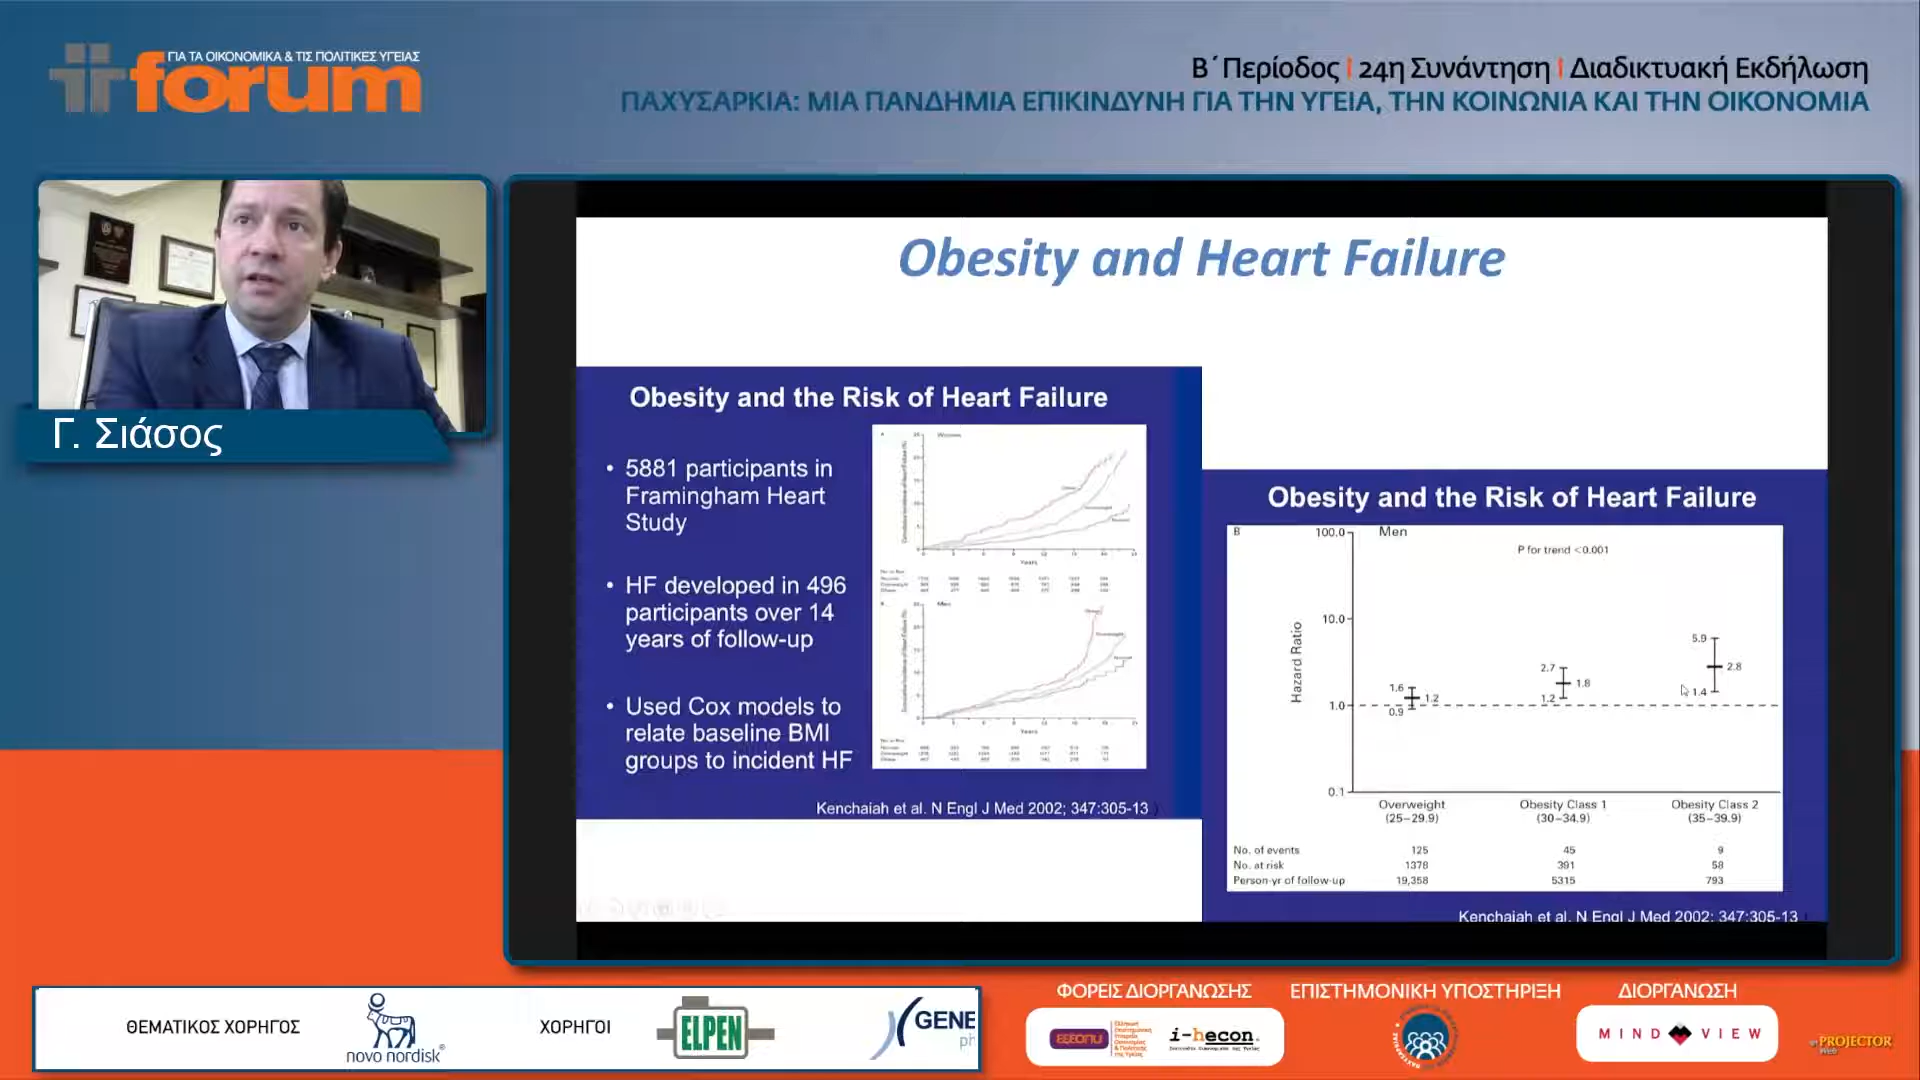 ΓΙΑ ΤΑ ΟΙΚΟΝΟΜΙΚΑ & ΤΙΣ ΠΟΛΙΤΙΚΕΣ ΥΓΕΙΑΣ
forum
Β΄ Περίοδος | 24η Συνάντηση | Διαδικτυακή Εκδήλωση
ΠΑΧΥΣΑΡΚΙΑ: ΜΙΑ ΠΑΝΔΗΜΙΑ ΕΠΙΚΙΝΔΥΝΗ ΓΙΑ ΤΗΝ ΥΓΕΙΑ, ΤΗΝ ΚΟΙΝΩΝΙΑ ΚΑΙ ΤΗΝ ΟΙΚΟΝΟΜΙΑ
Γ. Σιάσος
Obesity and Heart Failure
Obesity and the Risk of Heart Failure
• 5881 participants in
Framingham Heart
Study
• HF developed in 496
participants over 14
years of follow-up
• Used Cox models to
relate baseline BMI
groups to incident HF
Women
Years
Men
Years
Kenchaiah et al. N Engl J Med 2002; 347:305-13
Obesity and the Risk of Heart Failure
B
Men
P for trend <0.001
Hazard Ratio
100.0
10.0
1.0
0.1
1.6
1.2
0.9
2.7
1.8
1.2
5.9
2.8
1.4
Overweight Obesity Class 1 Obesity Class 2
(25–29.9) (30–34.9) (35–39.9)
No. of events 125 45 9
No. at risk 1378 391 58
Person-yr of follow-up 19,358 5315 793
Kenchaiah et al. N Engl J Med 2002; 347:305-13
ΘΕΜΑΤΙΚΟΣ ΧΟΡΗΓΟΣ
novo nordisk®
ΧΟΡΗΓΟΙ
ELPEN
GENE
ph
ΦΟΡΕΙΣ ΔΙΟΡΓΑΝΩΣΗΣ
i-hecon
ΕΠΙΣΤΗΜΟΝΙΚΗ ΥΠΟΣΤΗΡΙΞΗ
ΔΙΟΡΓΑΝΩΣΗ
MIND VIEW
PROJECTOR
Web